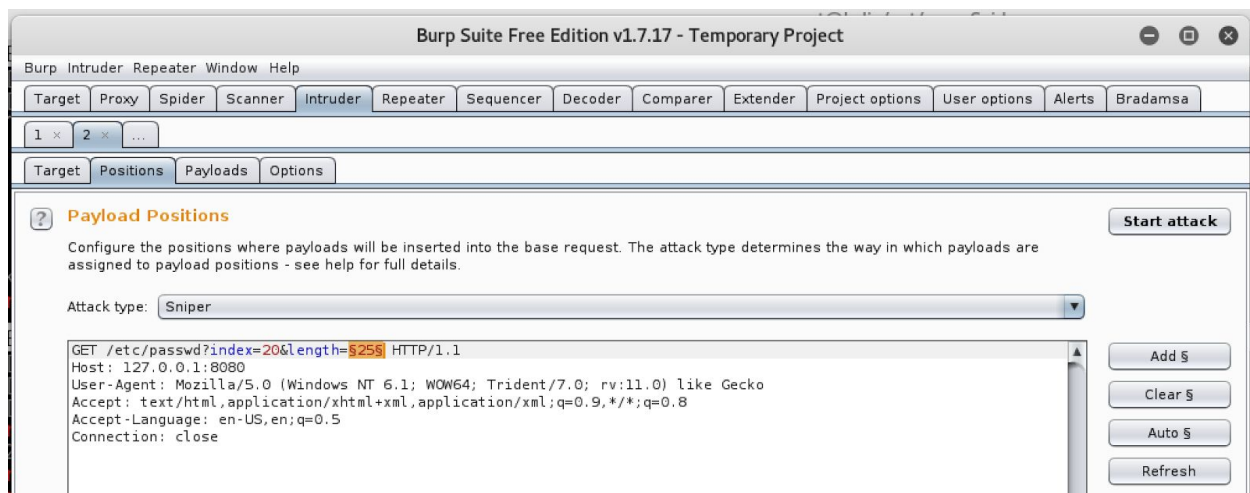 Burp Suite Free Edition v1.7.17 - Temporary Project
Burp Intruder Repeater Window Help
Target Proxy Spider Scanner Intruder Repeater Sequencer Decoder Comparer Extender Project options User options Alerts Bradamsa
1 × 2 × ...
Target Positions Payloads Options
? Payload Positions
Start attack
Configure the positions where payloads will be inserted into the base request. The attack type determines the way in which payloads are
assigned to payload positions - see help for full details.
Attack type: Sniper
GET /etc/passwd?index=20&length=§25§ HTTP/1.1
Host: 127.0.0.1:8080
User-Agent: Mozilla/5.0 (Windows NT 6.1; WOW64; Trident/7.0; rv:11.0) like Gecko
Accept: text/html,application/xhtml+xml,application/xml;q=0.9,*/*;q=0.8
Accept-Language: en-US,en;q=0.5
Connection: close
Add §
Clear §
Auto §
Refresh